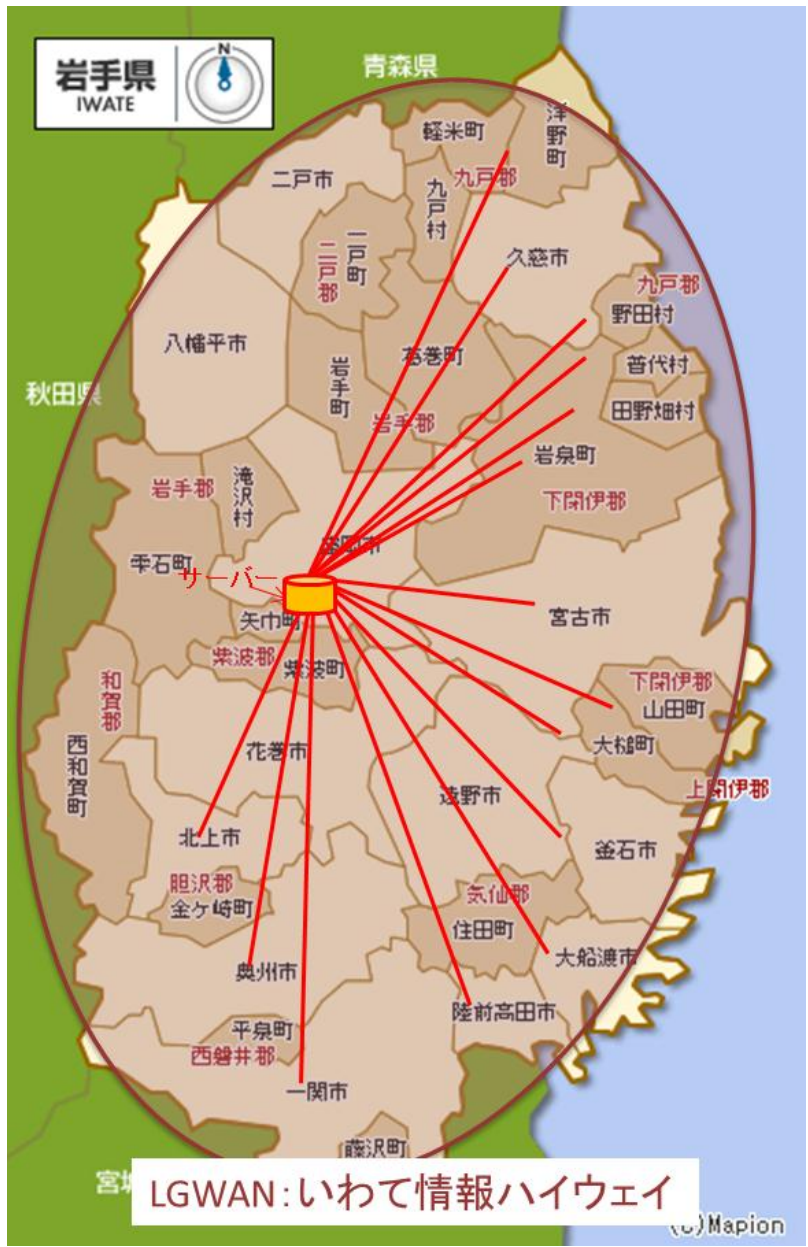 岩手県
IWATE
N
青森県
軽米町
洋野町
二戸市
九戸郡
九戸村
一戸町
二戸郡
久慈市
九戸郡
野田村
八幡平市
葛巻町
岩手町
普代村
秋田県
田野畑村
岩手郡
岩泉町
岩手郡
滝沢村
下閉伊郡
盛岡市
雫石町
サーバー
矢巾町
宮古市
紫波郡
紫波町
下閉伊郡
和賀郡
山田町
西和賀町
花巻市
大槌町
上閉伊郡
遠野市
北上市
釜石市
胆沢郡
気仙郡
金ケ崎町
住田町
大船渡市
奥州市
陸前高田市
平泉町
西磐井郡
一関市
藤沢町
宮城
LGWAN:いわて情報ハイウェイ
(C)Mapion